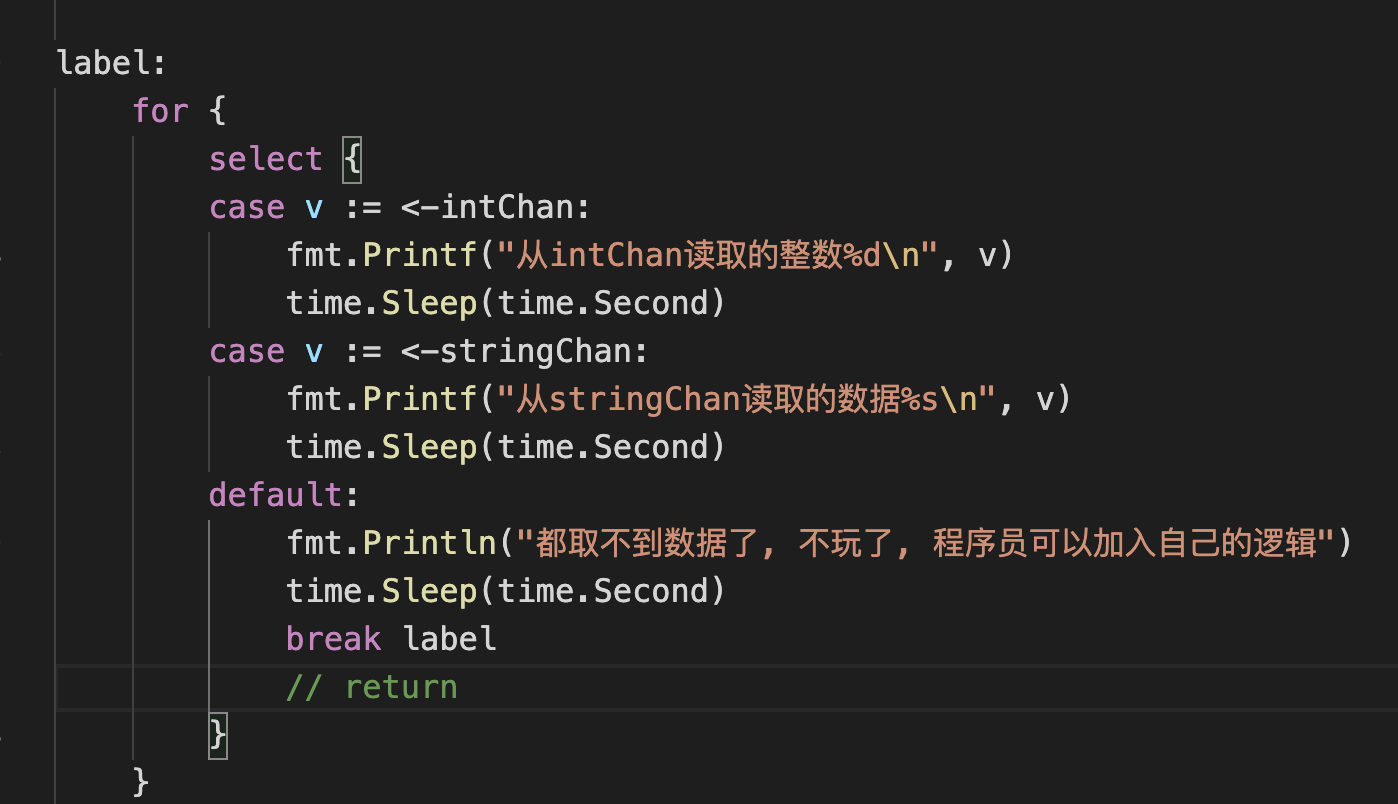 label:
for {
select {
case v := <-intChan:
fmt.Printf("从intChan读取的整数%d\n", v)
time.Sleep(time.Second)
case v := <-stringChan:
fmt.Printf("从stringChan读取的数据%s\n", v)
time.Sleep(time.Second)
default:
fmt.Println("都取不到数据了, 不玩了, 程序员可以加入自己的逻辑")
time.Sleep(time.Second)
break label
// return
}
}